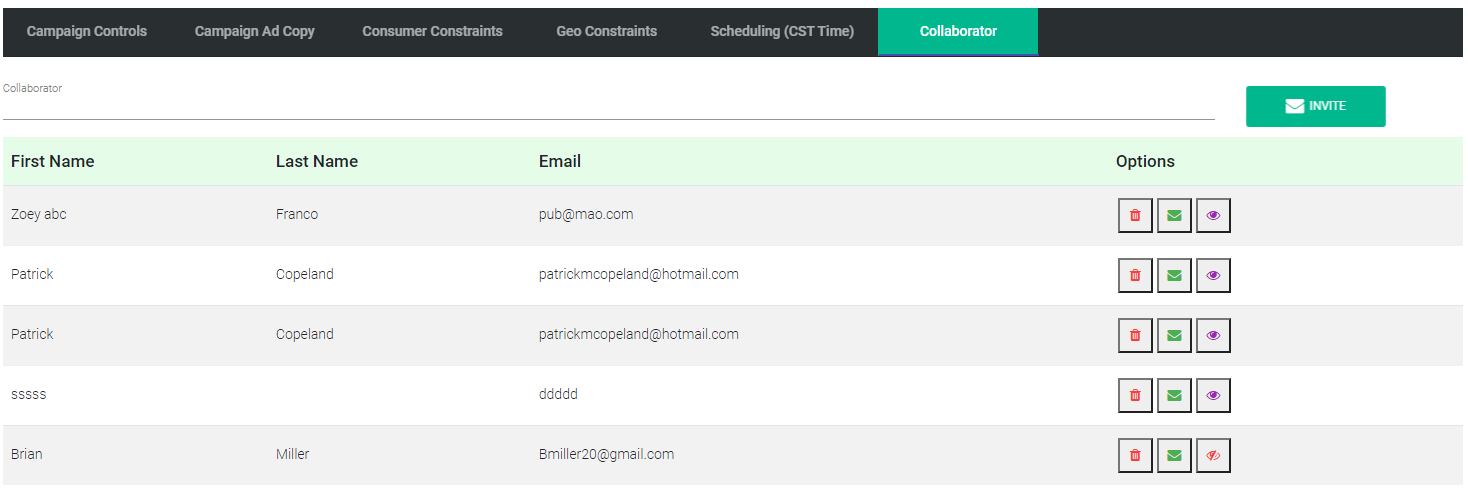 Campaign Controls Campaign Ad Copy Consumer Constraints Geo Constraints Scheduling (CST Time) Collaborator
Collaborator
INVITE
First Name Last Name Email Options
Zoey abc Franco pub@mao.com
Patrick Copeland patrickmcopeland@hotmail.com
Patrick Copeland patrickmcopeland@hotmail.com
sssss ddddd
Brian Miller Bmiller20@gmail.com